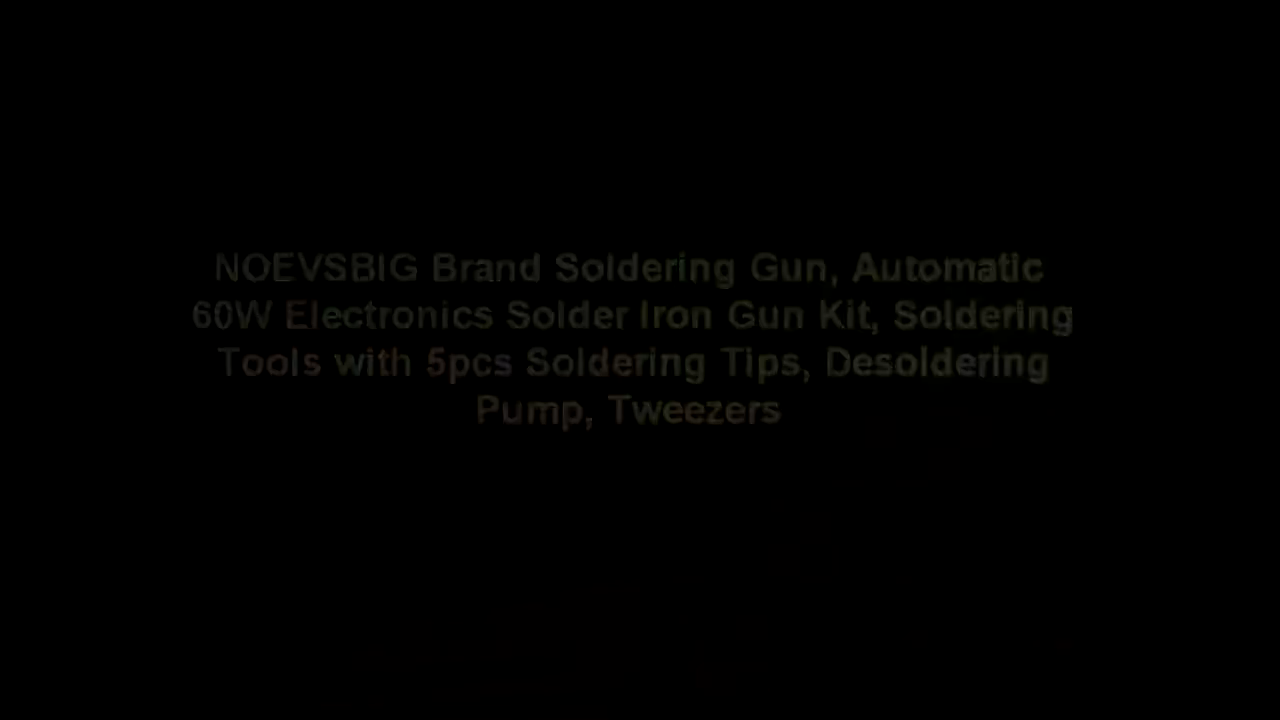 NOEVSBIG Brand Soldering Gun, Automatic
60W Electronics Solder Iron Gun Kit, Soldering
Tools with 5pcs Soldering Tips, Desoldering
Pump, Tweezers